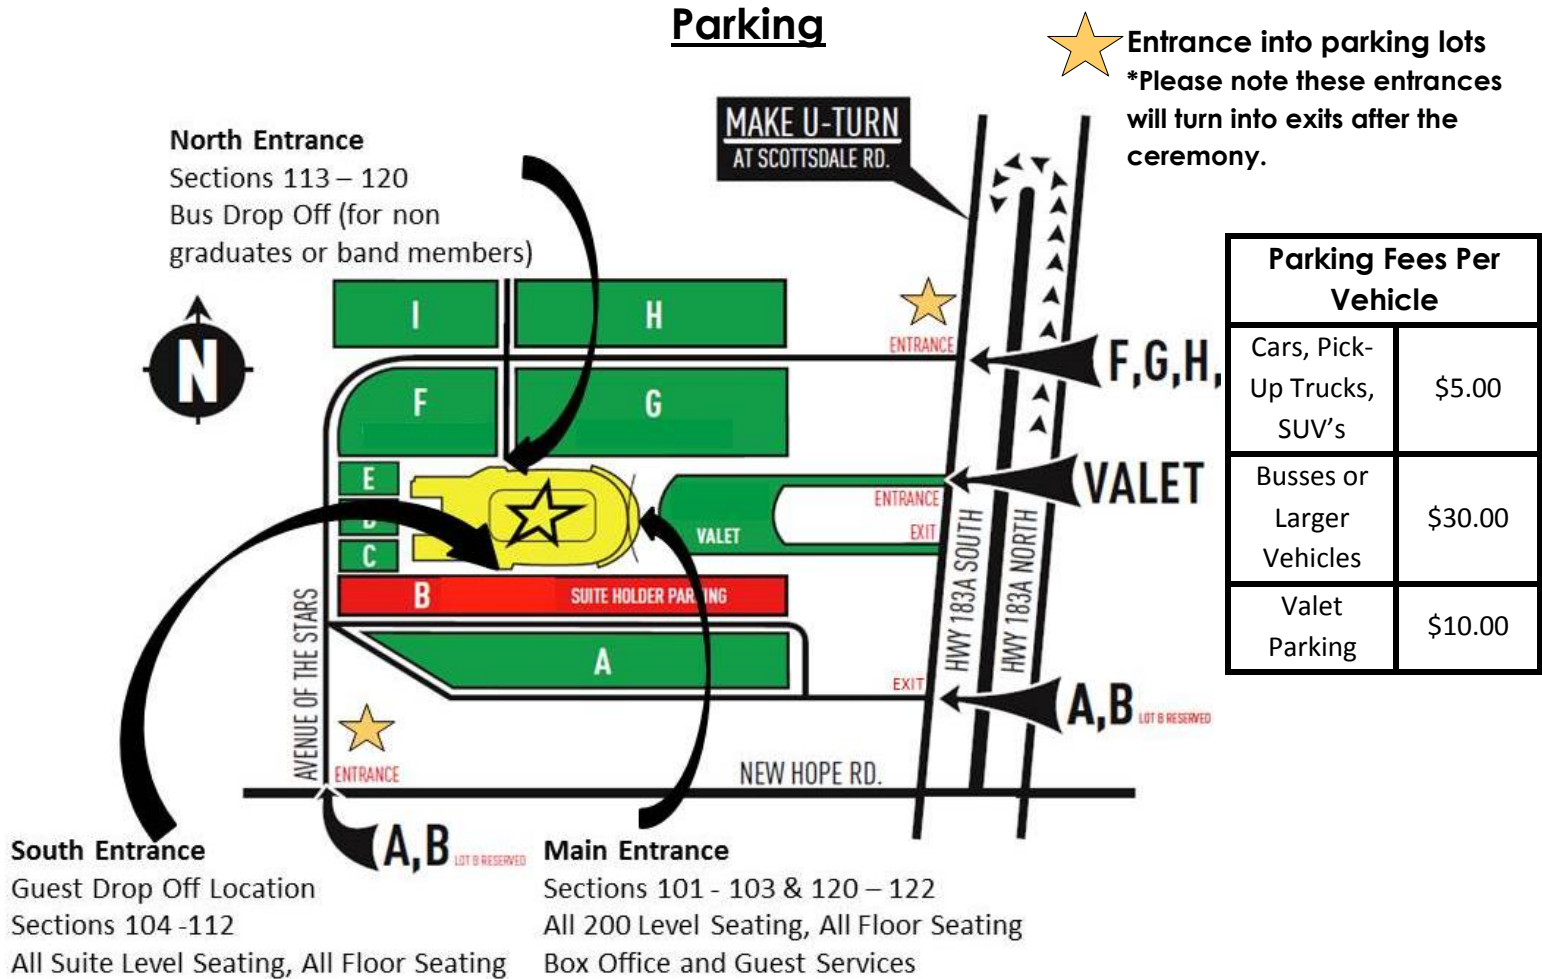 Parking
Entrance into parking lots
*Please note these entrances
will turn into exits after the
ceremony.
MAKE U-TURN
AT SCOTTSDALE RD.
North Entrance
Sections 113 – 120
Bus Drop Off (for non
graduates or band members)
Parking Fees Per
Vehicle
Cars, Pick-
Up Trucks,
SUV's
$5.00
Busses or
Larger
Vehicles
$30.00
Valet
Parking
$10.00
N
I
H
ENTRANCE
F,G,H,
F
G
E
VALET
ENTRANCE
EXIT
VALET
D
C
B
SUITE HOLDER PARKING
A
AVENUE OF THE STARS
HWY 183A SOUTH
HWY 183A NORTH
EXIT
A,B LOT B RESERVED
ENTRANCE
NEW HOPE RD.
A,B LOT B RESERVED
South Entrance
Guest Drop Off Location
Sections 104 -112
All Suite Level Seating, All Floor Seating
Main Entrance
Sections 101 - 103 & 120 – 122
All 200 Level Seating, All Floor Seating
Box Office and Guest Services